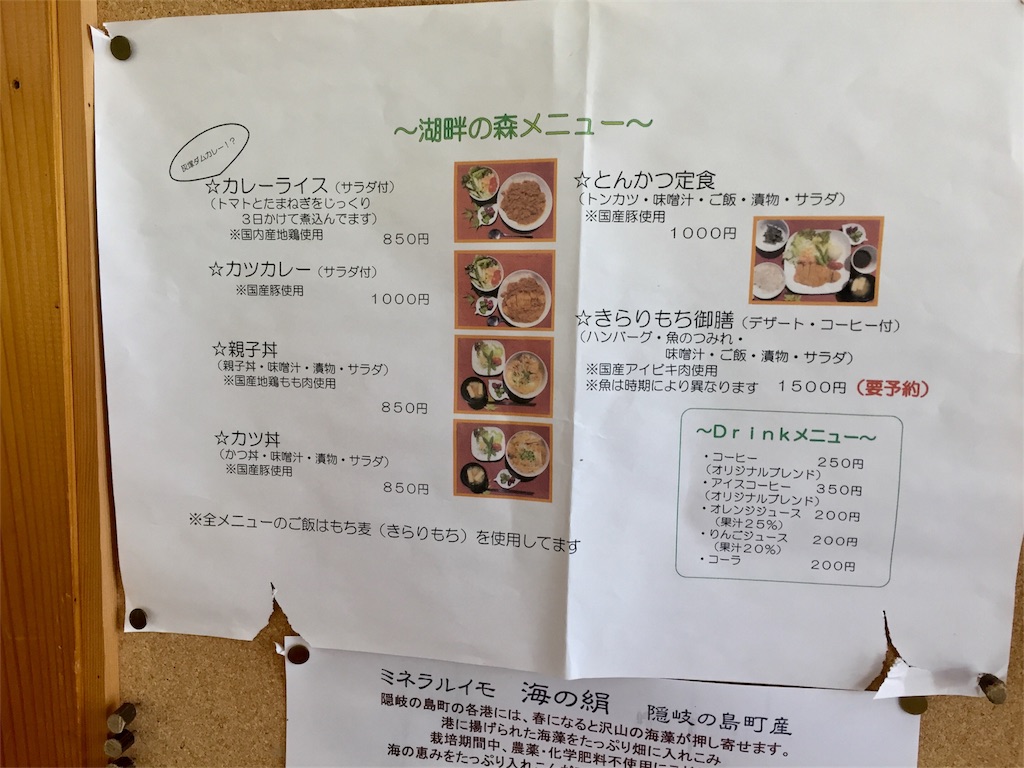 ～湖畔の森メニュー～
灰塚ダムカレー！？
☆カレーライス（サラダ付）
（トマトとたまねぎをじっくり
３日かけて煮込んでます）
※国内産地鶏使用
８５０円
☆カツカレー（サラダ付）
※国産豚使用
１０００円
☆親子丼
（親子丼・味噌汁・漬物・サラダ）
※国産地鶏もも肉使用
８５０円
☆カツ丼
（かつ丼・味噌汁・漬物・サラダ）
※国産豚使用
８５０円
※全メニューのご飯はもち麦（きらりもち）を使用してます
☆とんかつ定食
（トンカツ・味噌汁・ご飯・漬物・サラダ）
※国産豚使用
１０００円
☆きらりもち御膳（デザート・コーヒー付）
（ハンバーグ・魚のつみれ・
味噌汁・ご飯・漬物・サラダ）
※国産アイビキ肉使用
※魚は時期により異なります　１５００円（要予約）
～Ｄｒｉｎｋメニュー～
・コーヒー　２５０円
（オリジナルブレンド）
・アイスコーヒー　３５０円
（オリジナルブレンド）
・オレンジジュース　２００円
（果汁２５％）
・りんごジュース　２００円
（果汁２０％）
・コーラ　２００円
ミネラルイモ　海の絹　隠岐の島町産
隠岐の島町の各港には、春になると沢山の海藻が押し寄せます。
港に揚げられた海藻をたっぷり畑に入れこみ
栽培期間中、農薬・化学肥料不使用に
海の恵みをたっぷり入れこん